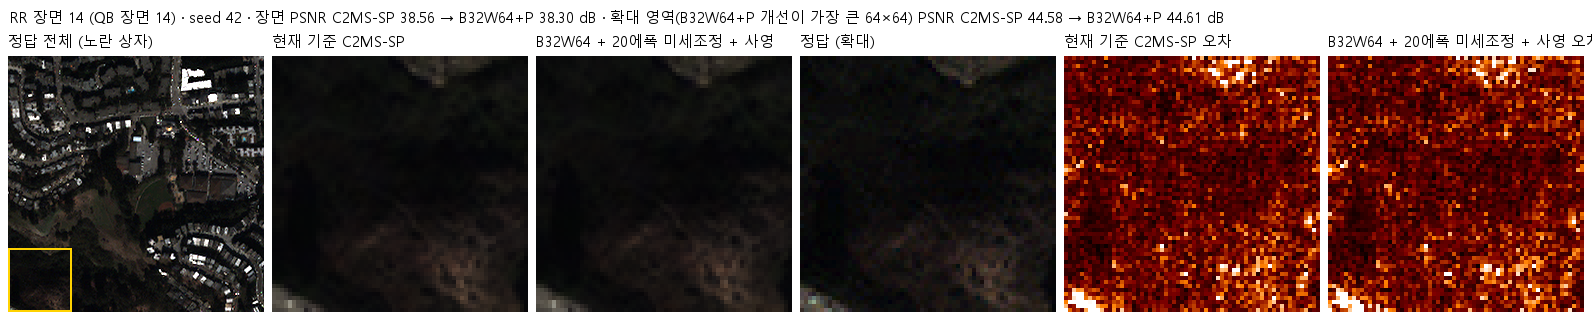 RR 장면 14 (QB 장면 14) · seed 42 · 장면 PSNR C2MS-SP 38.56 → B32W64+P 38.30 dB · 확대 영역(B32W64+P 개선이 가장 큰 64×64) PSNR C2MS-SP 44.58 → B32W64+P 44.61 dB
정답 전체 (노란 상자)
현재 기준 C2MS-SP
B32W64 + 20에폭 미세조정 + 사영
정답 (확대)
현재 기준 C2MS-SP 오차
B32W64 + 20에폭 미세조정 + 사영 오차